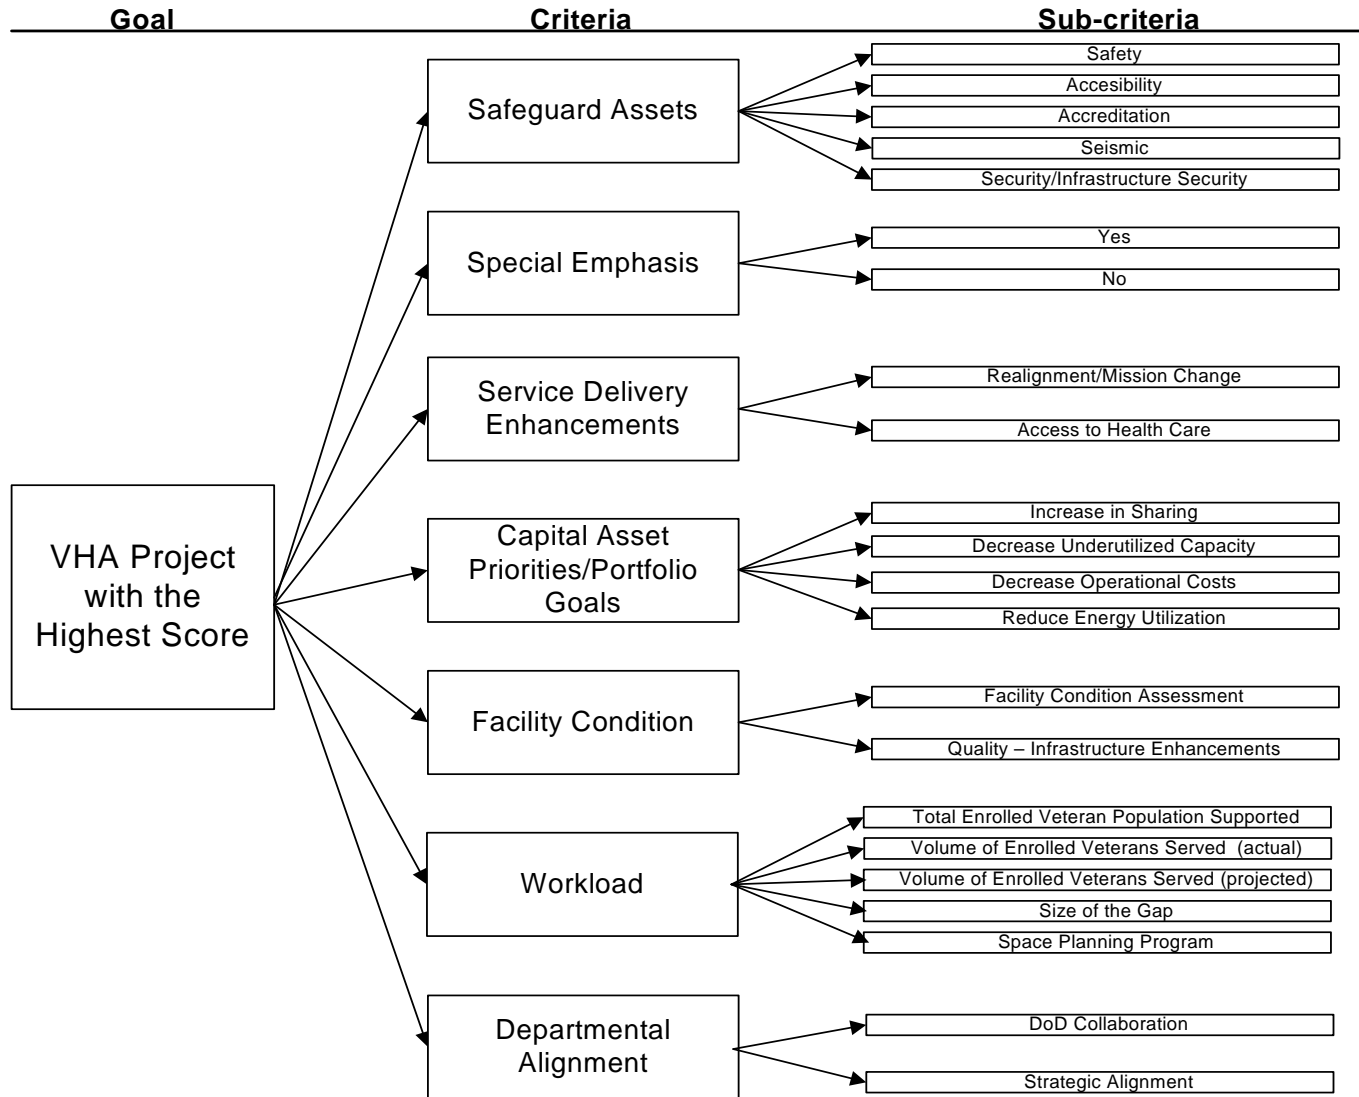 Goal
Criteria
Sub-criteria
VHA Project
with the
Highest Score
Safeguard Assets
Safety
Accesibility
Accreditation
Seismic
Security/Infrastructure Security
Special Emphasis
Yes
No
Service Delivery
Enhancements
Realignment/Mission Change
Access to Health Care
Capital Asset
Priorities/Portfolio
Goals
Increase in Sharing
Decrease Underutilized Capacity
Decrease Operational Costs
Reduce Energy Utilization
Facility Condition
Facility Condition Assessment
Quality – Infrastructure Enhancements
Workload
Total Enrolled Veteran Population Supported
Volume of Enrolled Veterans Served (actual)
Volume of Enrolled Veterans Served (projected)
Size of the Gap
Space Planning Program
Departmental
Alignment
DoD Collaboration
Strategic Alignment